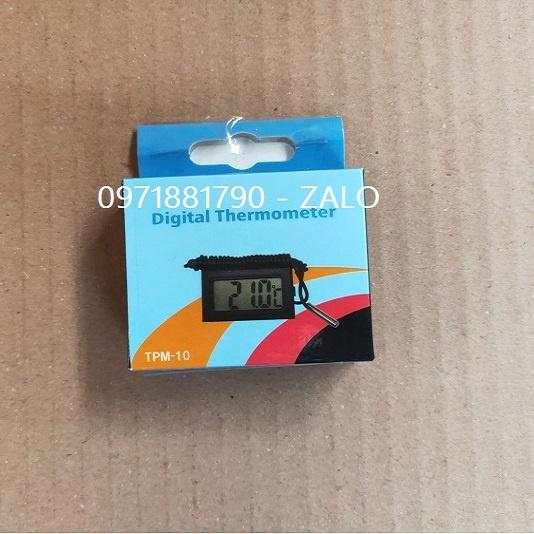 0971881790 - ZALO
Digital Thermometer
21.0°C
TPM-10